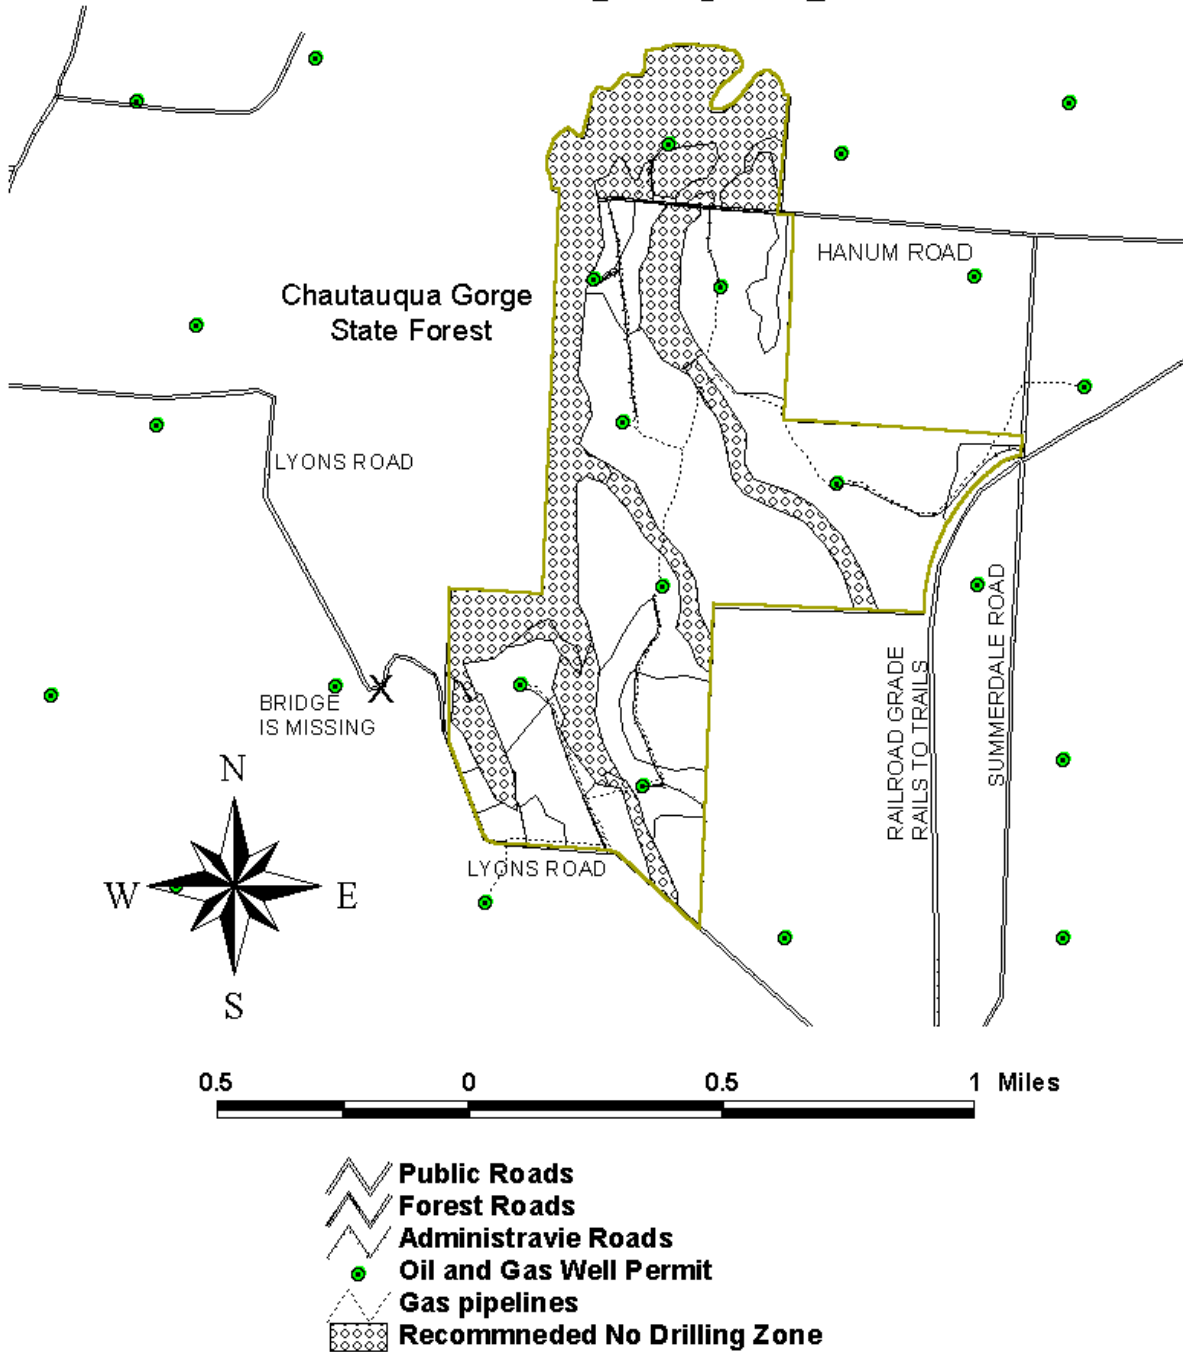 HANUM ROAD
Chautauqua Gorge
State Forest
LYONS ROAD
BRIDGE
IS MISSING
RAILROAD GRADE
RAILS TO TRAILS
SUMMERDALE ROAD
LYONS ROAD
N
W
E
S
0.5 0 0.5 1 Miles
Public Roads
Forest Roads
Administravie Roads
Oil and Gas Well Permit
Gas pipelines
Recommneded No Drilling Zone